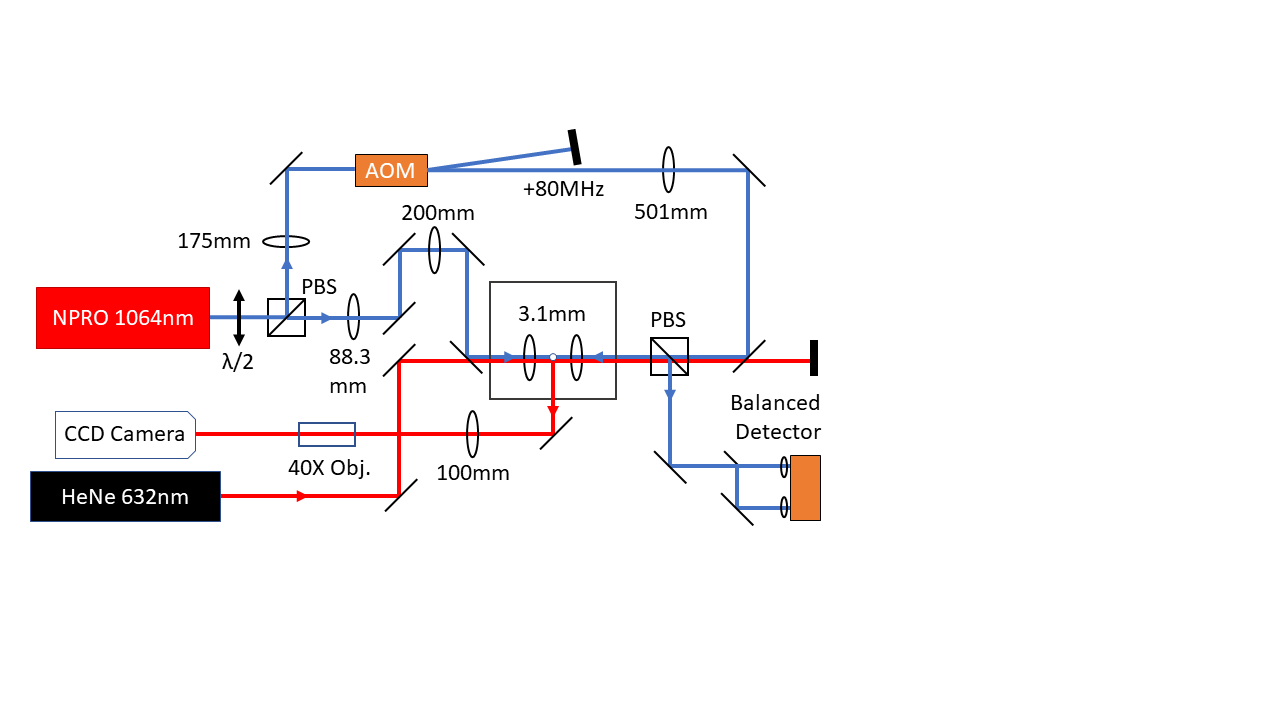 AOM
+80MHz
200mm
501mm
175mm
PBS
NPRO 1064nm
3.1mm
PBS
λ/2
88.3
mm
Balanced
Detector
CCD Camera
40X Obj.
100mm
HeNe 632nm